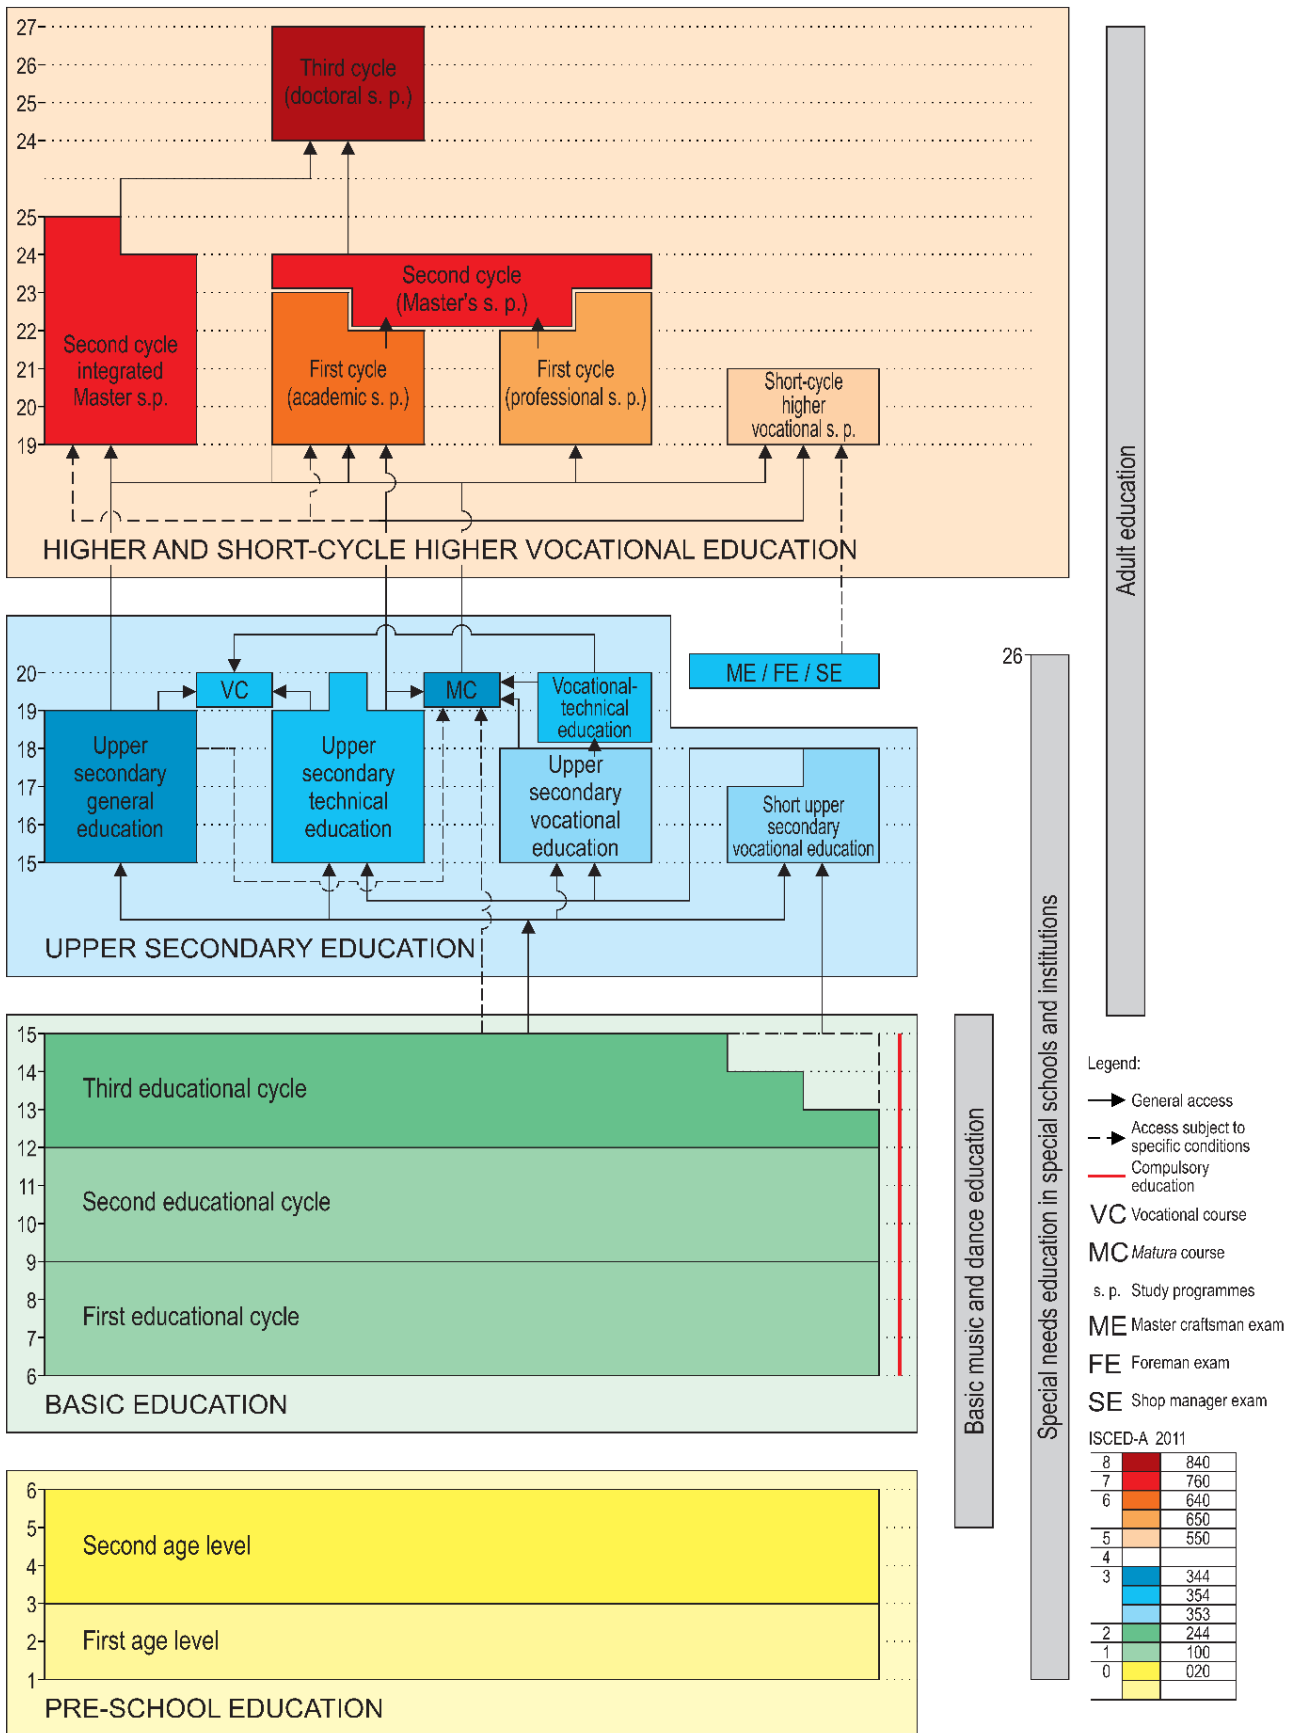 27
26
25
24
25
24
23
22
21
20
19
Third cycle
(doctoral s. p.)
Second cycle
(Master's s. p.)
Second cycle
integrated
Master s.p.
First cycle
(academic s. p.)
First cycle
(professional s. p.)
Short-cycle
higher
vocational s. p.
HIGHER AND SHORT-CYCLE HIGHER VOCATIONAL EDUCATION
20
19
18
17
16
15
VC
MC
Vocational-
technical
education
ME / FE / SE
Upper
secondary
general
education
Upper
secondary
technical
education
Upper
secondary
vocational
education
Short upper
secondary
vocational education
UPPER SECONDARY EDUCATION
15
14
13
12
11
10
9
8
7
6
Third educational cycle
Second educational cycle
First educational cycle
BASIC EDUCATION
6
5
4
3
2
1
Second age level
First age level
PRE-SCHOOL EDUCATION
Basic music and dance education
26
Special needs education in special schools and institutions
Adult education
Legend:
General access
Access subject to
specific conditions
Compulsory
education
VC Vocational course
MC Matura course
s. p. Study programmes
ME Master craftsman exam
FE Foreman exam
SE Shop manager exam
ISCED-A 2011
8 840
7 760
6 640
650
5 550
4
3 344
354
353
2 244
1 100
0 020